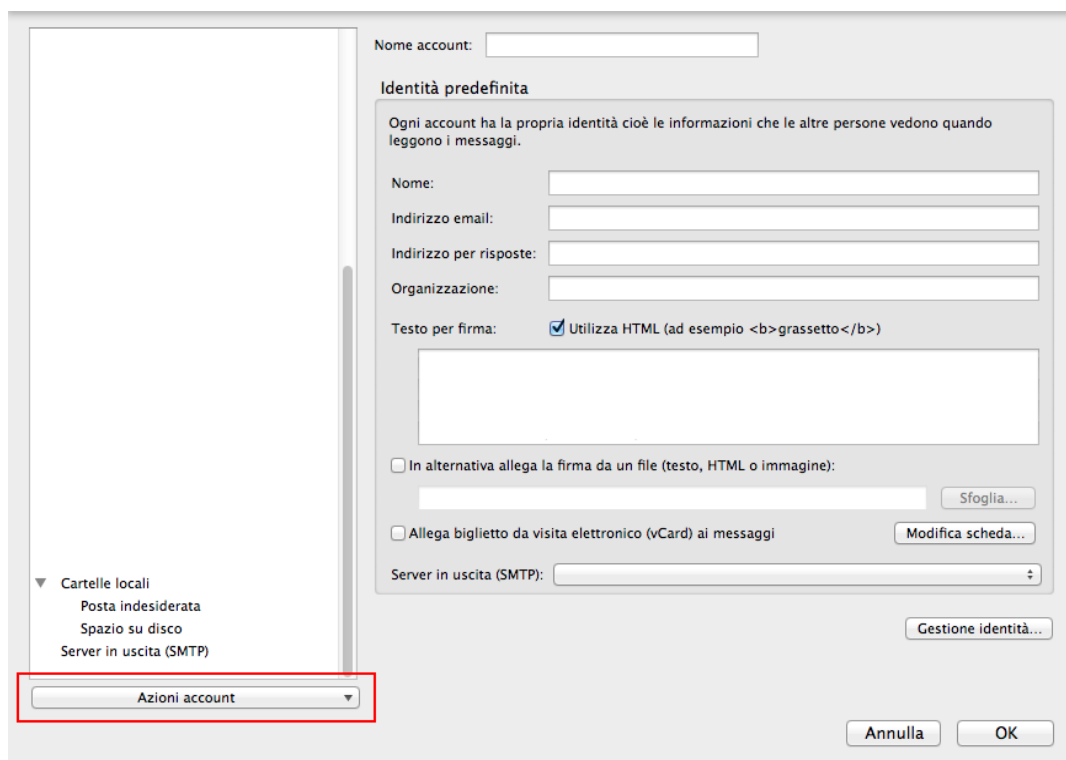 Nome account:
Identità predefinita
Ogni account ha la propria identità cioè le informazioni che le altre persone vedono quando
leggono i messaggi.
Nome:
Indirizzo email:
Indirizzo per risposte:
Organizzazione:
Testo per firma: Utilizza HTML (ad esempio <b>grassetto</b>)
In alternativa allega la firma da un file (testo, HTML o immagine):
Sfoglia...
Allega biglietto da visita elettronico (vCard) ai messaggi Modifica scheda...
Server in uscita (SMTP):
Gestione identità...
Cartelle locali
Posta indesiderata
Spazio su disco
Server in uscita (SMTP)
Azioni account
Annulla OK